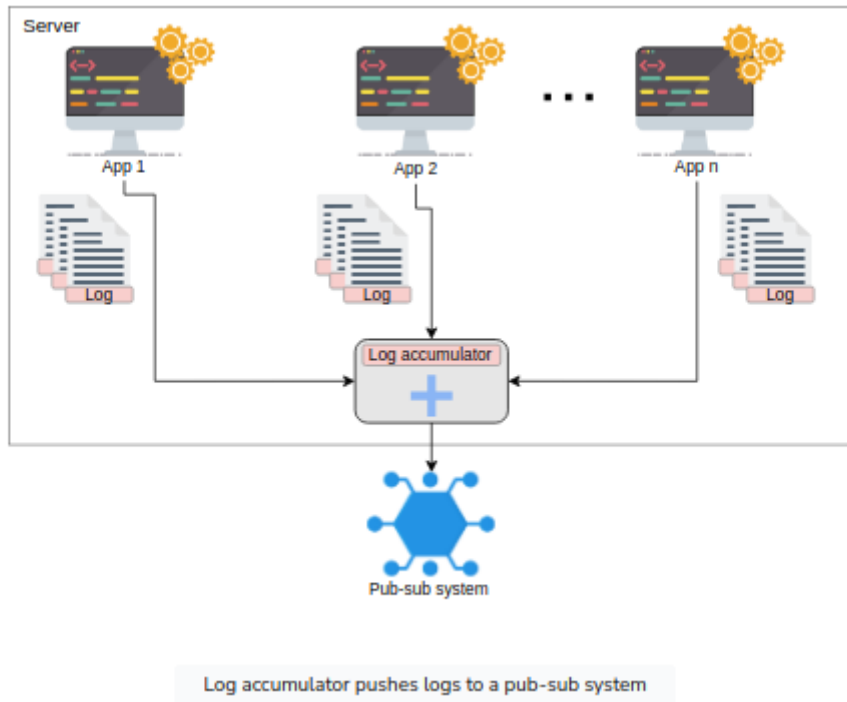 Server
App 1
App 2
App n
Log
Log
Log
Log accumulator
Pub-sub system
Log accumulator pushes logs to a pub-sub system